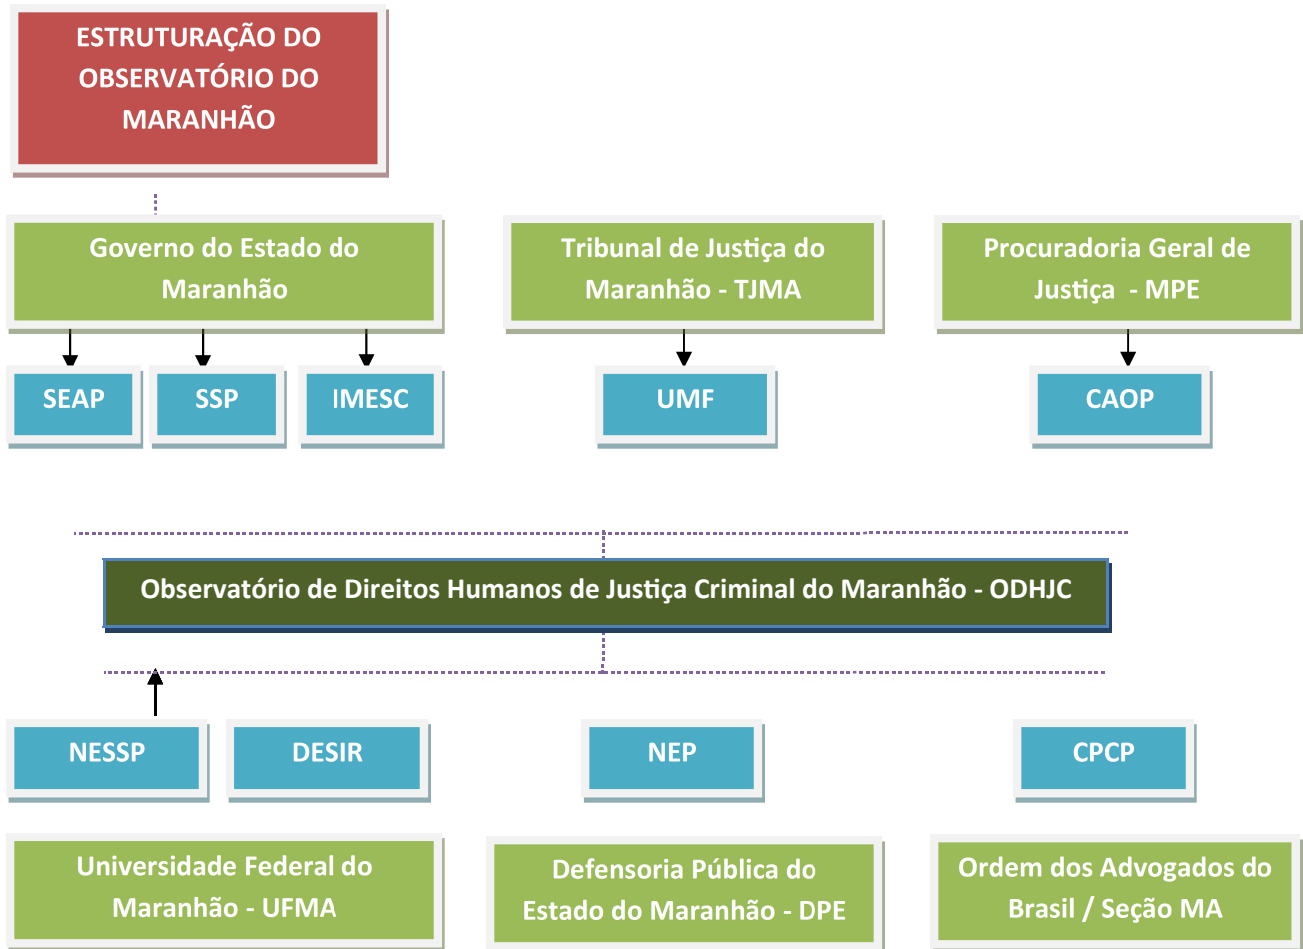 ESTRUTURAÇÃO DO
OBSERVATÓRIO DO
MARANHÃO
Governo do Estado do
Maranhão
Tribunal de Justiça do
Maranhão - TJMA
Procuradoria Geral de
Justiça - MPE
SEAP
SSP
IMESC
UMF
CAOP
Observatório de Direitos Humanos de Justiça Criminal do Maranhão - ODHJC
NESSP
DESIR
NEP
CPCP
Universidade Federal do
Maranhão - UFMA
Defensoria Pública do
Estado do Maranhão - DPE
Ordem dos Advogados do
Brasil / Seção MA